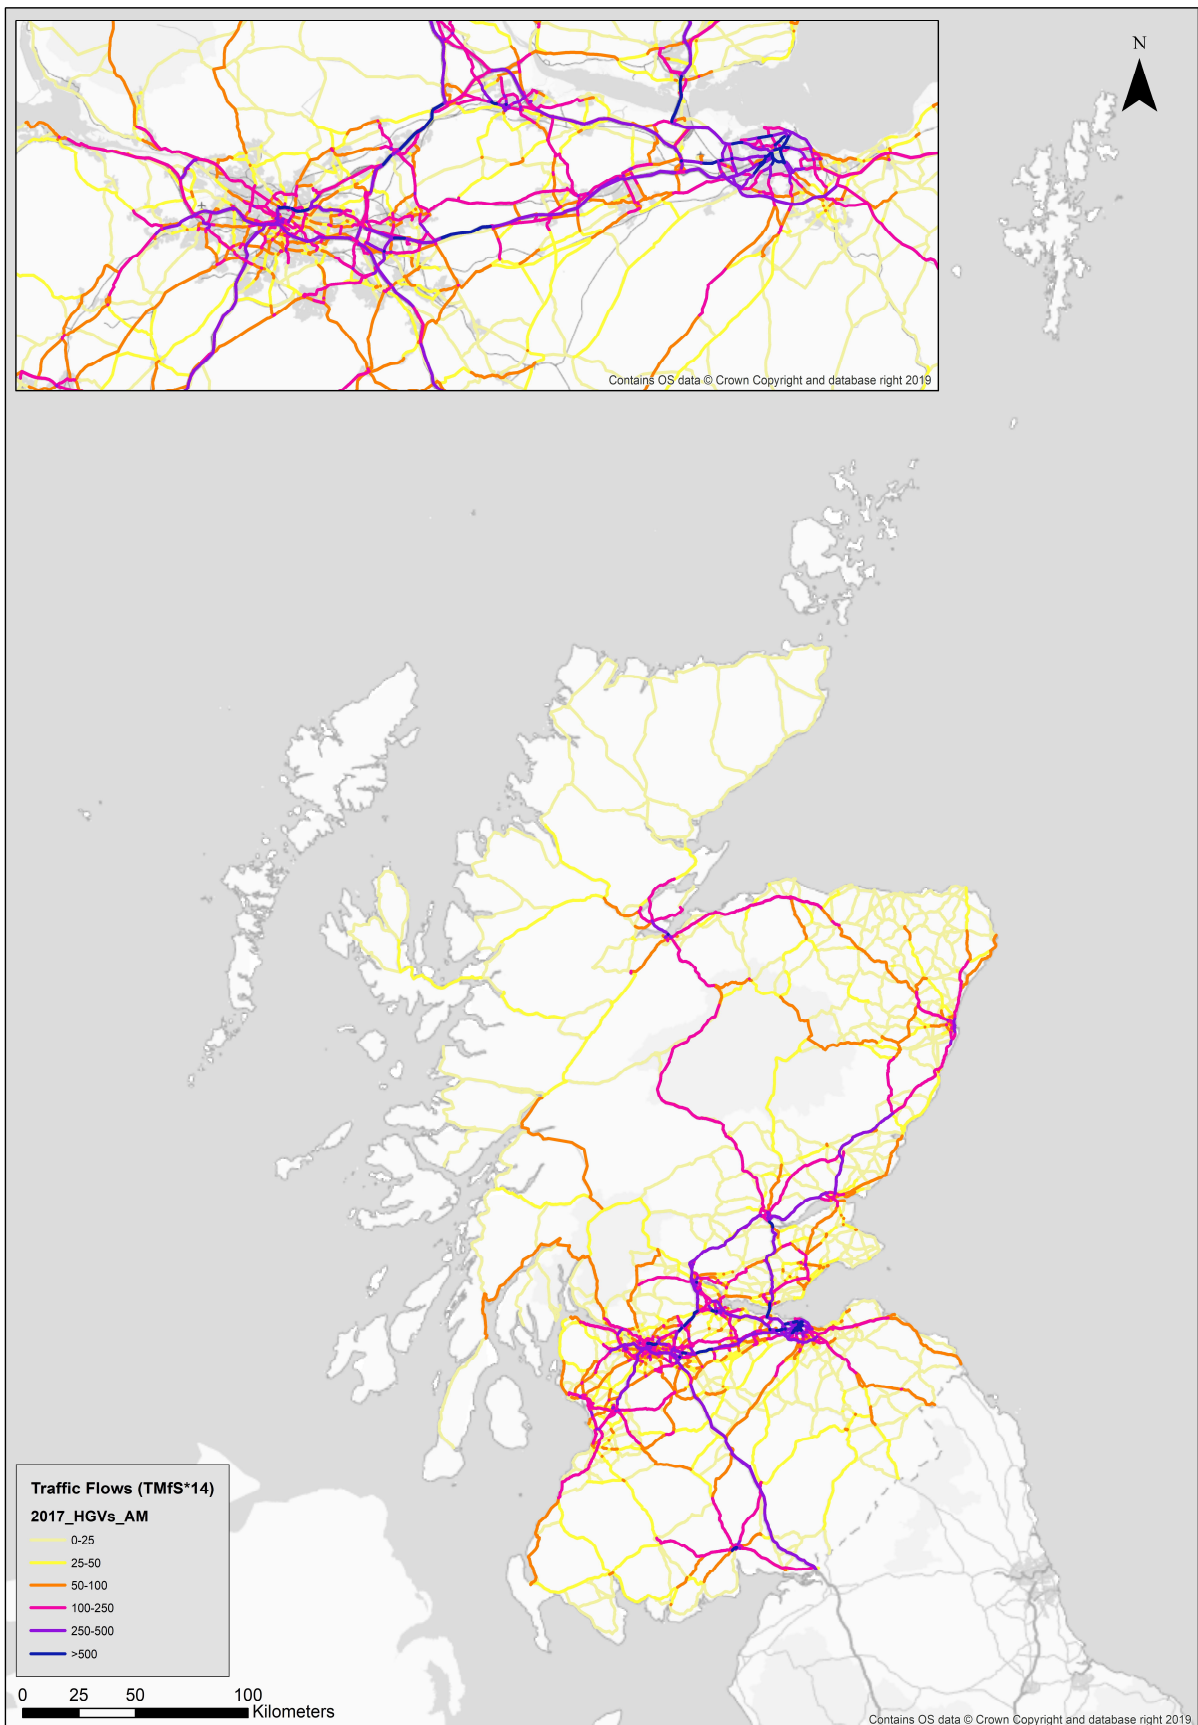 N
Contains OS data © Crown Copyright and database right 2019
Traffic Flows (TMfS*14)
2017_HGVs_AM
0-25
25-50
50-100
100-250
250-500
>500
0 25 50 100
Kilometers
Contains OS data © Crown Copyright and database right 2019